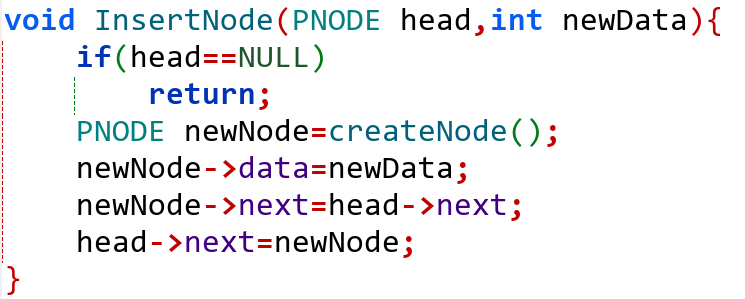 void InsertNode(PNODE head,int newData){
    if(head==NULL)
        return;
    PNODE newNode=createNode();
    newNode->data=newData;
    newNode->next=head->next;
    head->next=newNode;
}